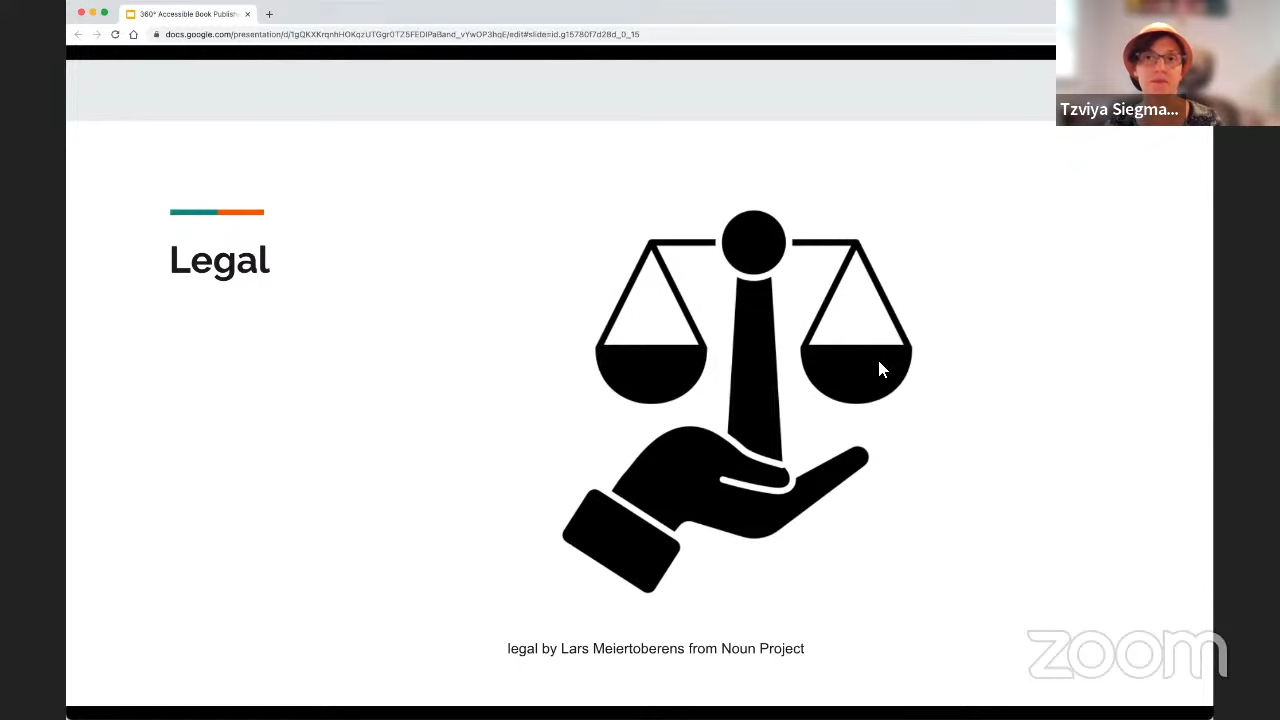 360° Accessible Book Publish
docs.google.com/presentation/d/1gQKXKrqnhHOKqzUTGgr0TZ5FEDIPaBand_vYwOP3hqE/edit#slide=id.g15780f7d28d_0_15
Tzviya Siegma...
Legal
legal by Lars Meiertoberens from Noun Project
zoom